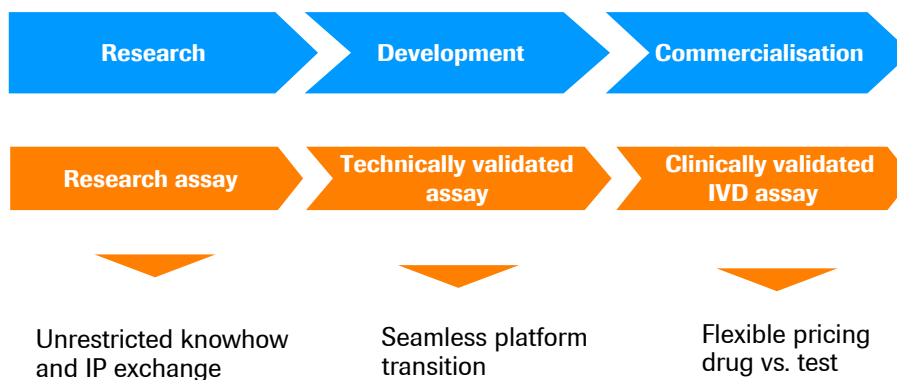 Research
Development
Commercialisation
Research assay
Technically validated
assay
Clinically validated
IVD assay
Unrestricted knowhow
and IP exchange
Seamless platform
transition
Flexible pricing
drug vs. test